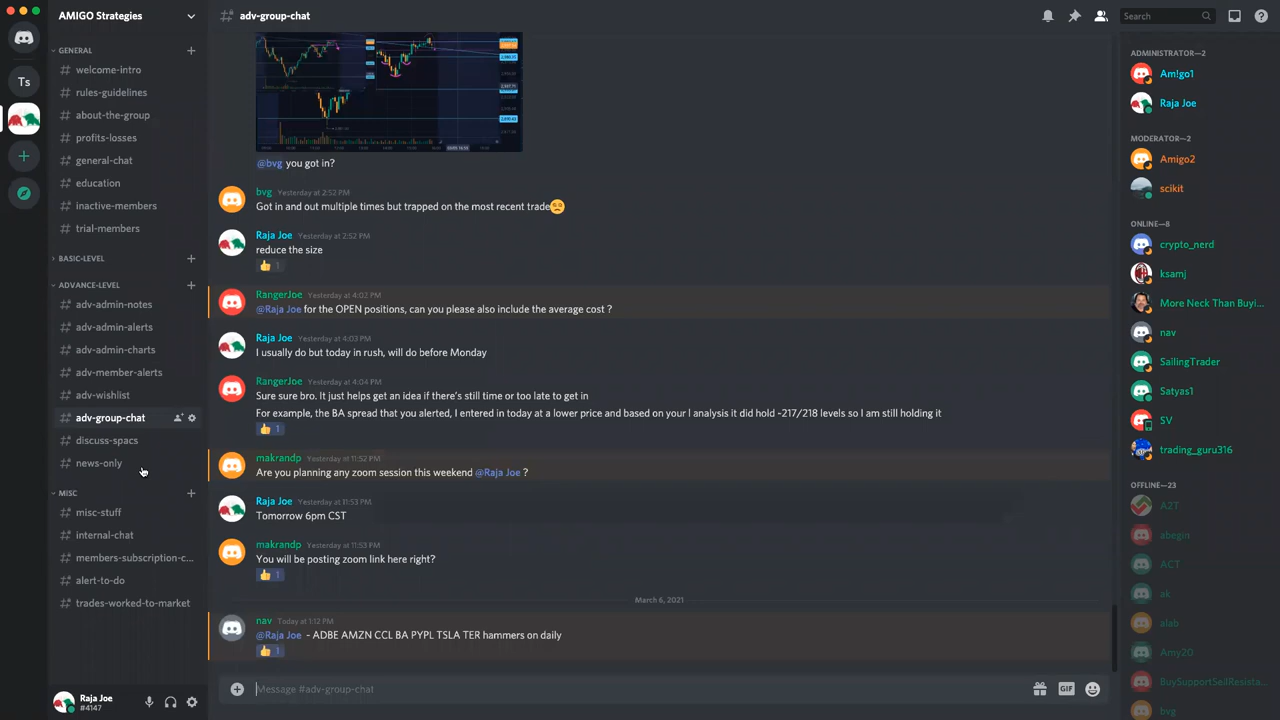 AMIGO Strategies
GENERAL
welcome-intro
rules-guidelines
about-the-group
profits-losses
general-chat
education
inactive-members
trial-members
BASIC-LEVEL
ADVANCE-LEVEL
adv-admin-notes
adv-admin-alerts
adv-admin-charts
adv-member-alerts
adv-wishlist
adv-group-chat
discuss-spacs
news-only
MISC
misc-stuff
internal-chat
members-subscription-c...
alert-to-do
trades-worked-to-market
Raja Joe
#4147
Ts
adv-group-chat
Search
@bvg you got in?
bvg Yesterday at 2:52 PM
Got in and out multiple times but trapped on the most recent trade
Raja Joe Yesterday at 2:52 PM
reduce the size
1
RangerJoe Yesterday at 4:02 PM
@Raja Joe for the OPEN positions, can you please also include the average cost ?
Raja Joe Yesterday at 4:03 PM
I usually do but today in rush, will do before Monday
RangerJoe Yesterday at 4:04 PM
Sure sure bro. It just helps get an idea if there's still time or too late to get in
For example, the BA spread that you alerted, I entered in today at a lower price and based on your l analysis it did hold ~217/218 levels so I am still holding it
1
makrandp Yesterday at 11:52 PM
Are you planning any zoom session this weekend @Raja Joe ?
Raja Joe Yesterday at 11:53 PM
Tomorrow 6pm CST
makrandp Yesterday at 11:53 PM
You will be posting zoom link here right?
1
March 6, 2021
nav Today at 1:12 PM
@Raja Joe - ADBE AMZN CCL BA PYPL TSLA TER hammers on daily
1
Message #adv-group-chat
GIF
ADMINISTRATOR—2
Am!go1
Raja Joe
MODERATOR—2
Amigo2
scikit
ONLINE—8
crypto_nerd
ksamj
More Neck Than Buyi...
nav
SailingTrader
Satyas1
SV
trading_guru316
OFFLINE—23
A2T
abegin
ACT
ak
alab
Amy20
BuySupportSellResista...
bvg